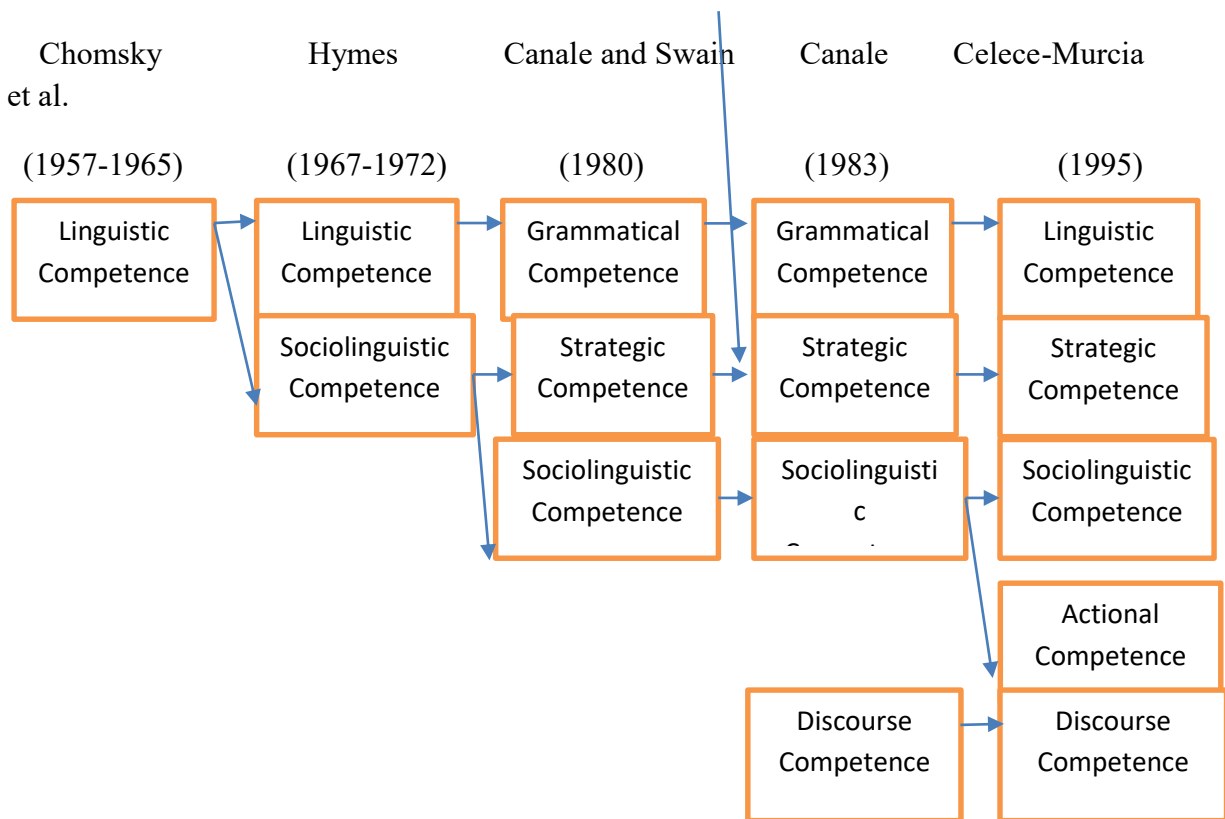 Chomsky Hymes Canale and Swain Canale Celece-Murcia
et al.
(1957-1965) (1967-1972) (1980) (1983) (1995)
Linguistic
Competence
Linguistic
Competence
Grammatical
Competence
Grammatical
Competence
Linguistic
Competence
Sociolinguistic
Competence
Strategic
Competence
Strategic
Competence
Strategic
Competence
Sociolinguistic
Competence
Sociolinguisti
c
Sociolinguistic
Competence
Actional
Competence
Discourse
Competence
Discourse
Competence